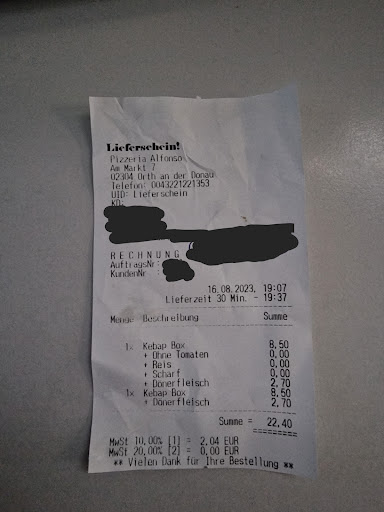 Lieferschein!
Pizzeria Alfonso
Am Markt 7
02304 Orth an der Donau
Telefon: 0043221221353
UID: Lieferschein
KD:
RECHNUNG
AuftragsNr:
KundenNr :
16.08.2023, 19:07
Lieferzeit 30 Min. - 19:37
Menge Beschreibung Summe
1x Kebap Box 8,50
+ Ohne Tomaten 0,00
+ Reis 0,00
+ Scharf 0,00
+ Dönerfleisch 2,70
1x Kebap Box 8,50
+ Dönerfleisch 2,70
Summe = 22,40
========
MwSt 10,00% [1] = 2,04 EUR
MwSt 20,00% [2] = 0,00 EUR
** Vielen Dank für Ihre Bestellung **